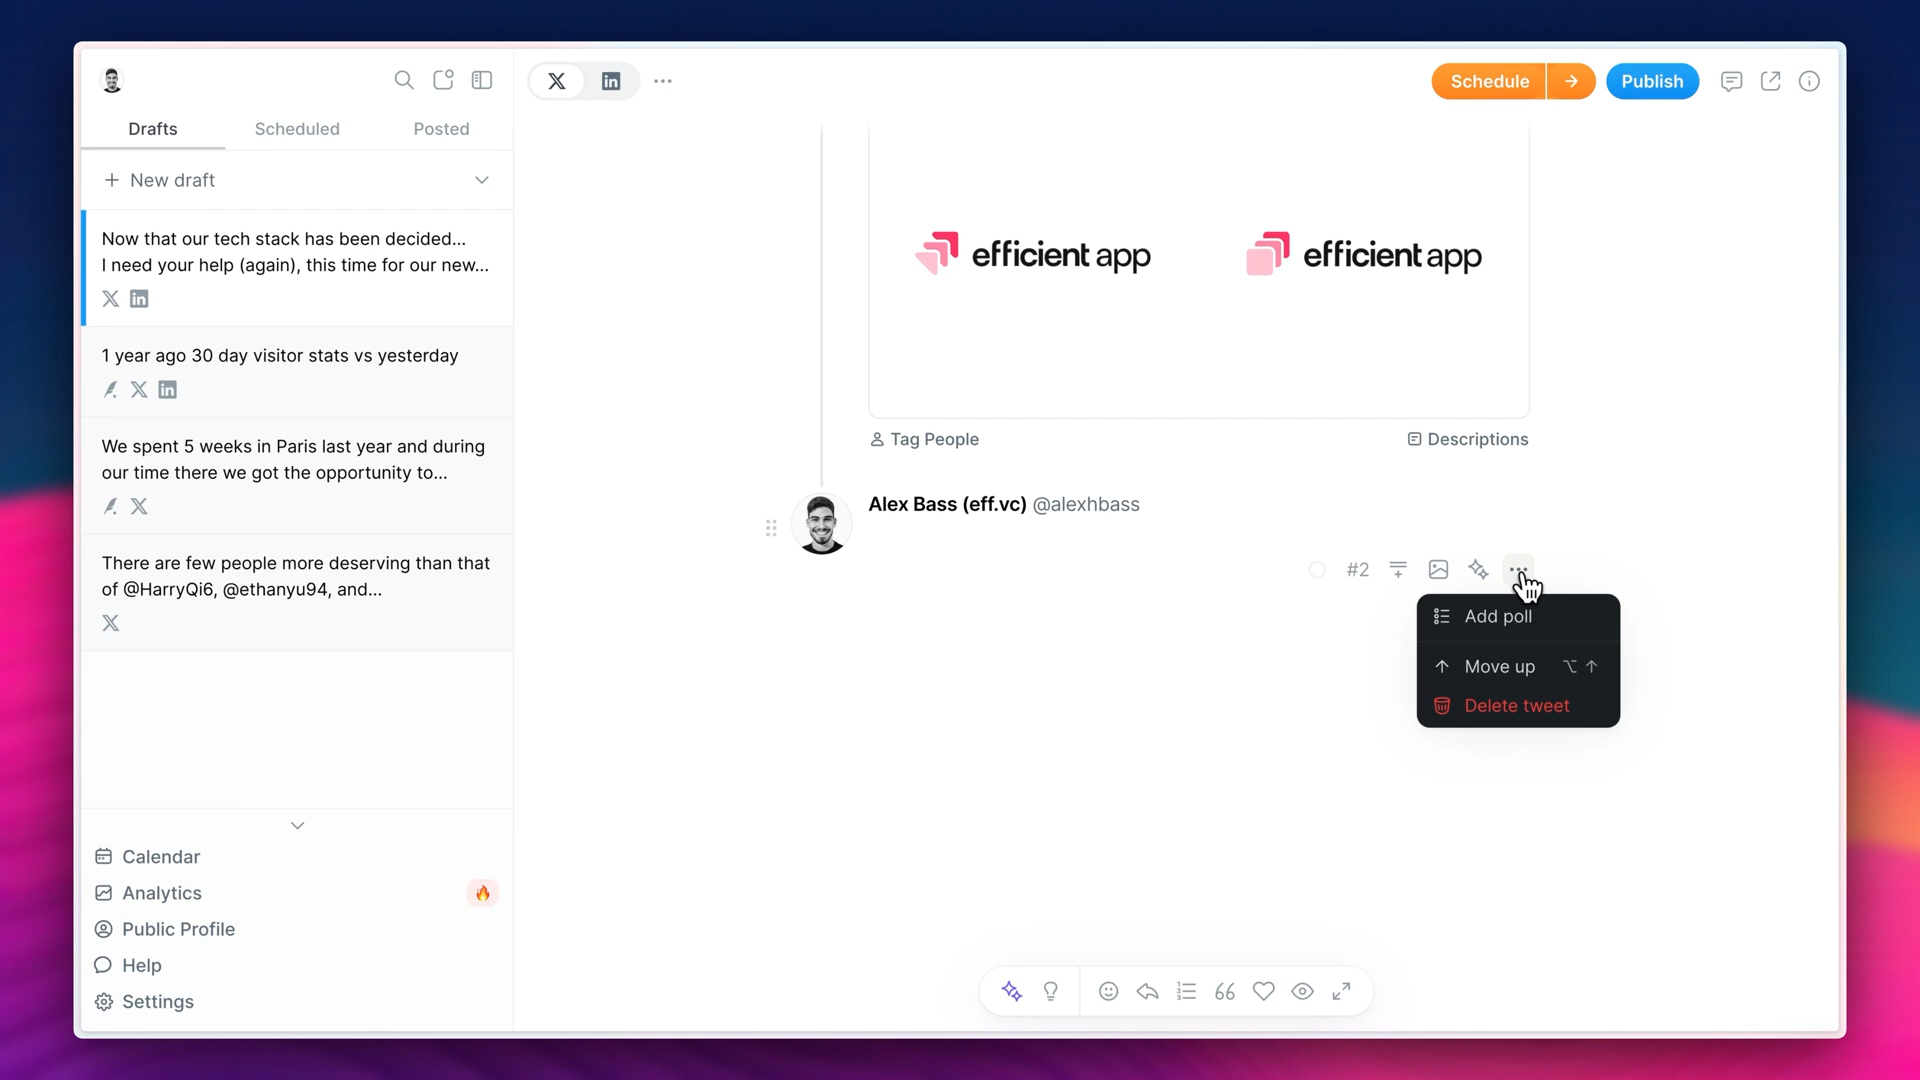 Drafts
Scheduled
Posted
New draft
Now that our tech stack has been decided...
I need your help (again), this time for our new...
1 year ago 30 day visitor stats vs yesterday
We spent 5 weeks in Paris last year and during
our time there we got the opportunity to...
There are few people more deserving than that
of @HarryQi6, @ethanyu94, and...
Calendar
Analytics
Public Profile
Help
Settings
Schedule
Publish
efficient app
efficient app
Tag People
Descriptions
Alex Bass (eff.vc) @alexhbass
#2
Add poll
Move up ⌥ ↑
Delete tweet